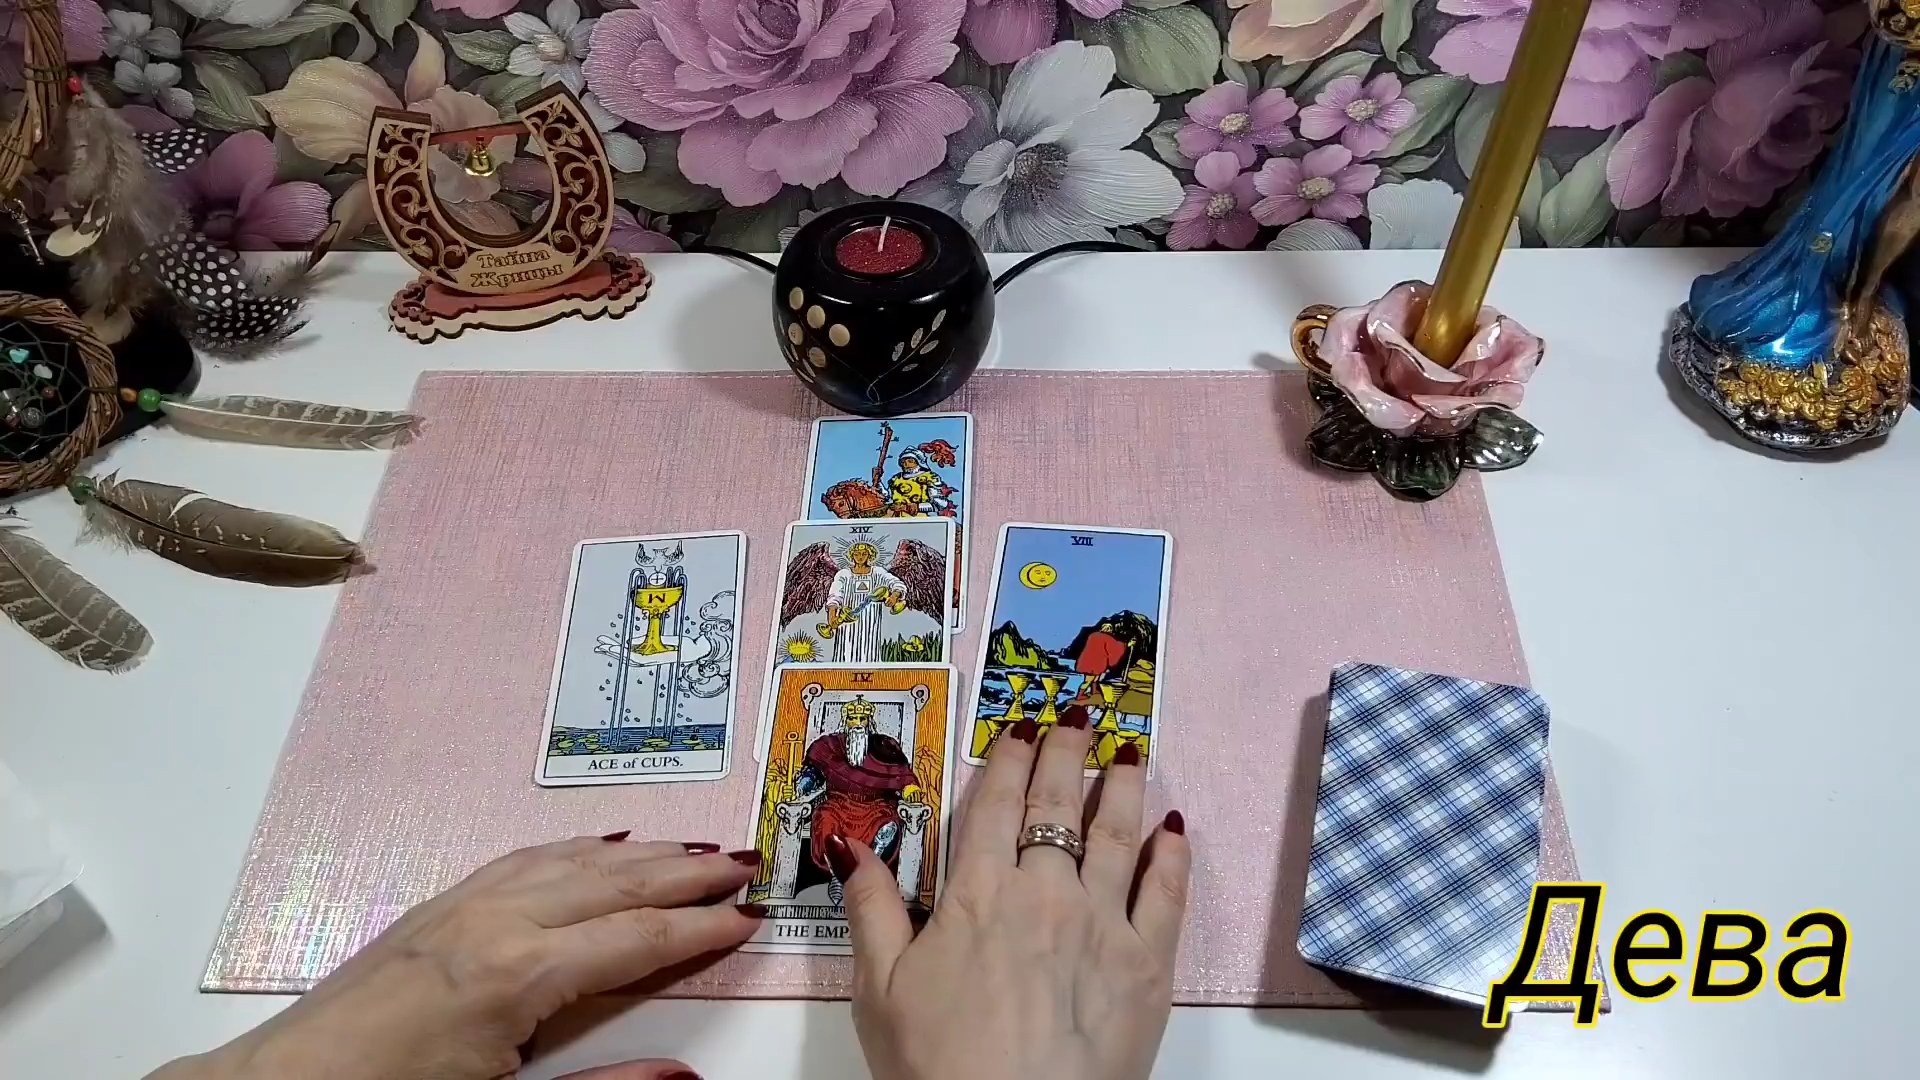 Тайна
Жрицы
XIV
VIII
IV
ACE of CUPS.
THE EMP
Дева